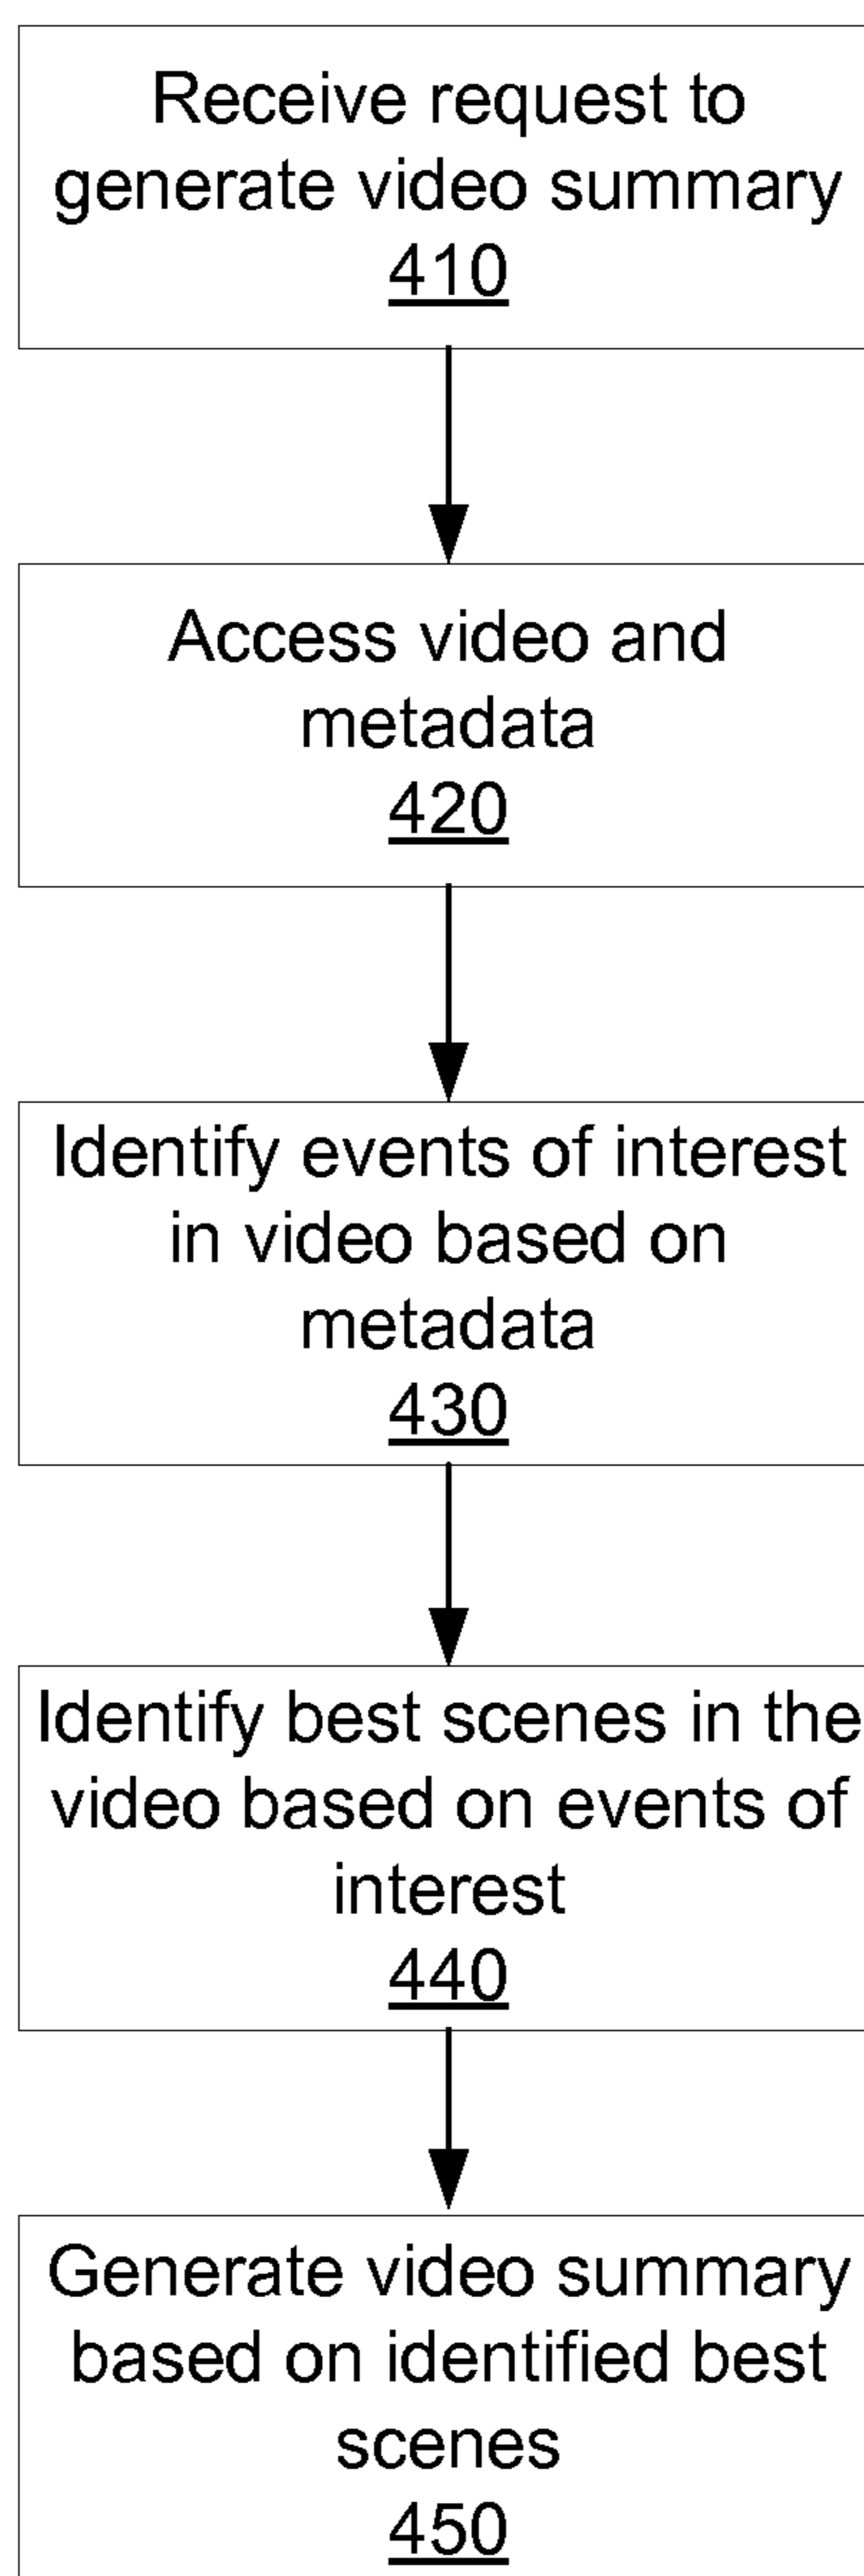 Receive request to
generate video summary
410
Access video and
metadata
420
Identify events of interest
in video based on
metadata
430
Identify best scenes in the
video based on events of
interest
440
Generate video summary
based on identified best
scenes
450